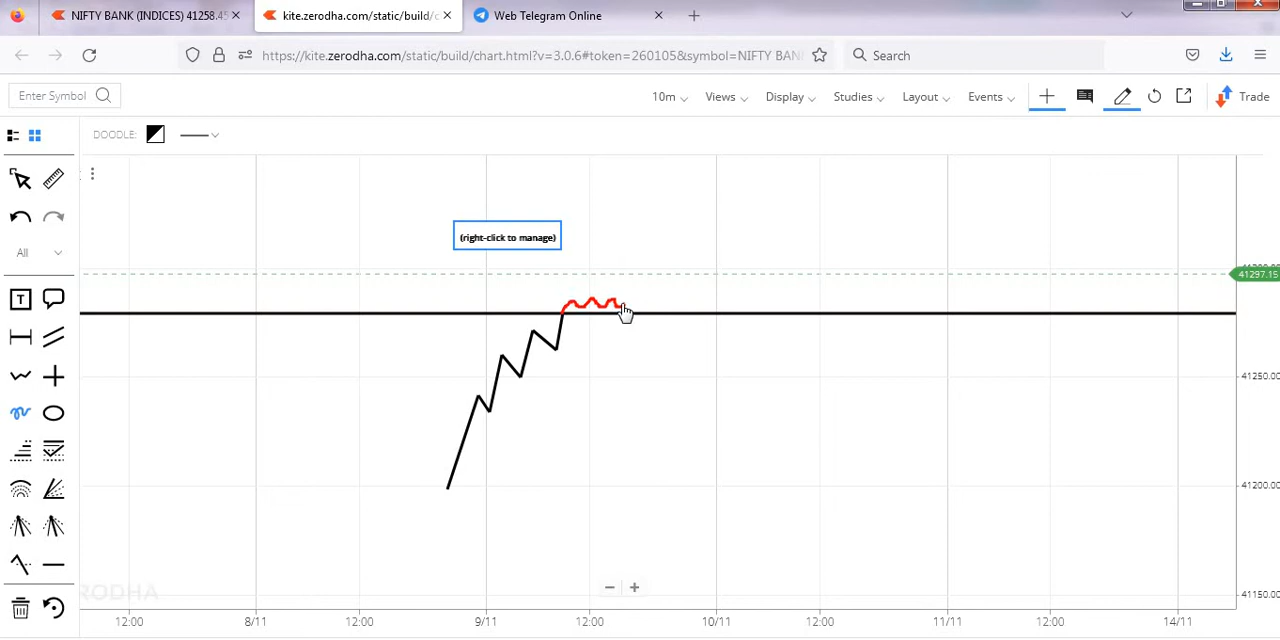 NIFTY BANK (INDICES) 41258.45
kite.zerodha.com/static/build/c
Web Telegram Online
https://kite.zerodha.com/static/build/chart.html?v=3.0.6#token=260105&symbol=NIFTY BAN
Search
Enter Symbol
10m
Views
Display
Studies
Layout
Events
Trade
DOODLE:
(right-click to manage)
41297.15
All
T
41250.00
41200.00
RODHA
41150.00
12:00
8/11
12:00
9/11
12:00
10/11
12:00
11/11
12:00
14/11